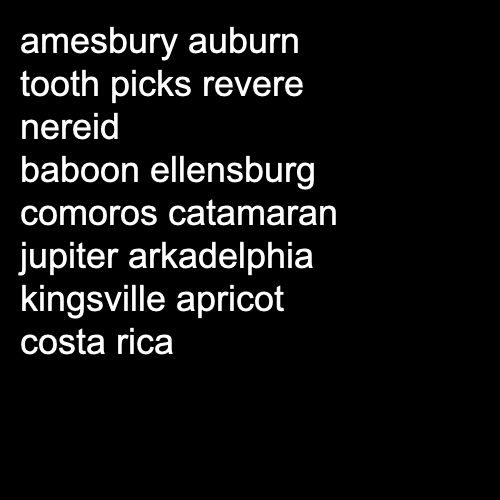 amesbury auburn
tooth picks revere
nereid
baboon ellensburg
comoros catamaran
jupiter arkadelphia
kingsville apricot
costa rica